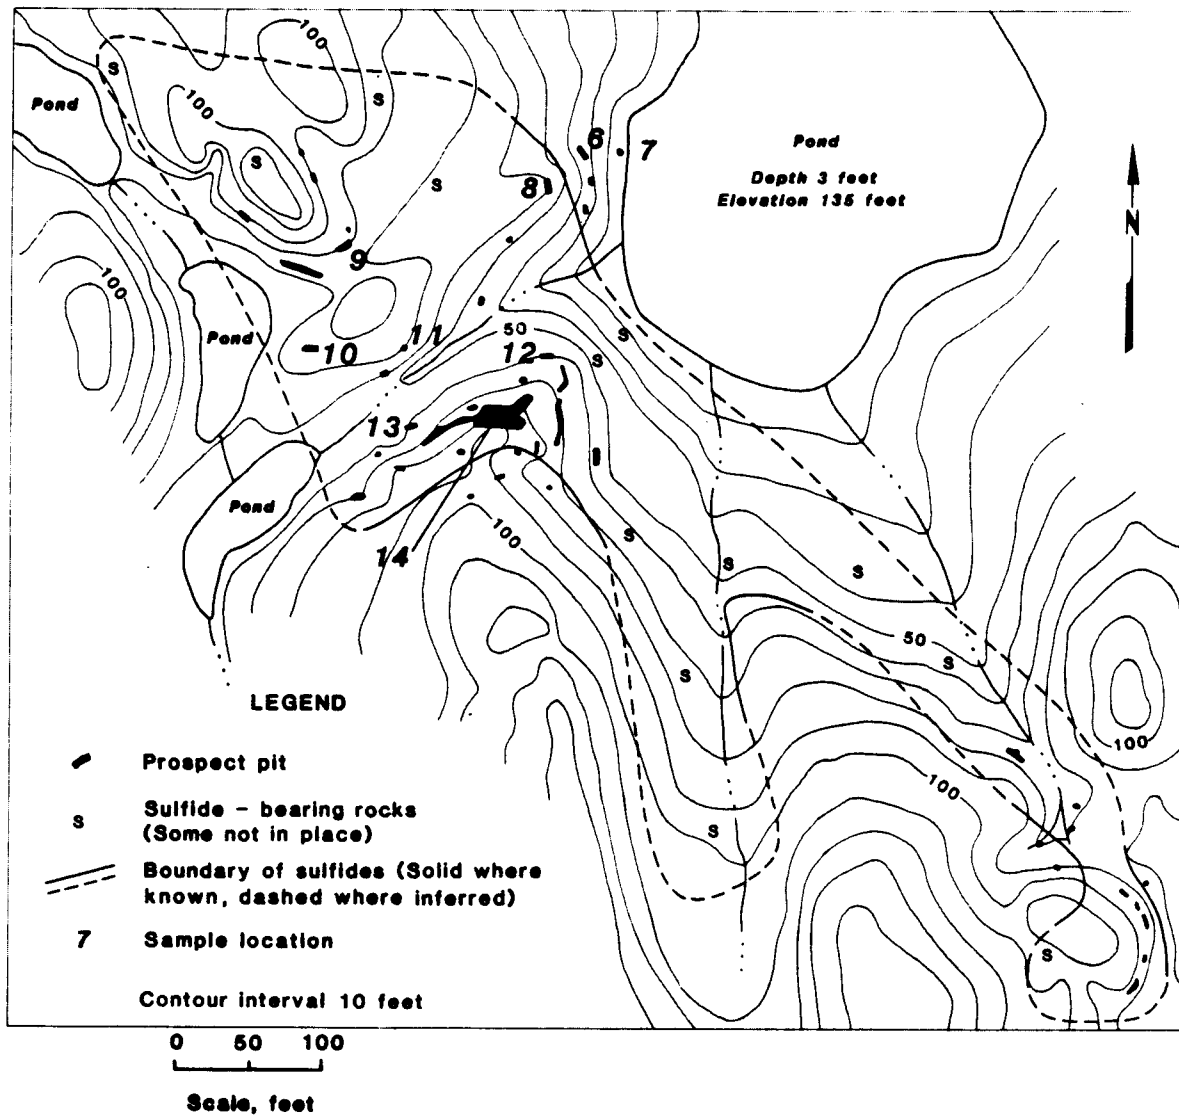 100
Pond
100
S
S
S
S
6
7
8
Pond
Depth 3 feet
Elevation 135 feet
N
9
100
Pond
10
11
50
12
S
S
13
Pond
14
100
S
S
S
50
S
S
100
100
S
S
LEGEND
Prospect pit
S Sulfide - bearing rocks
(Some not in place)
Boundary of sulfides (Solid where
known, dashed where inferred)
7 Sample location
Contour interval 10 feet
0 50 100
Scale, feet